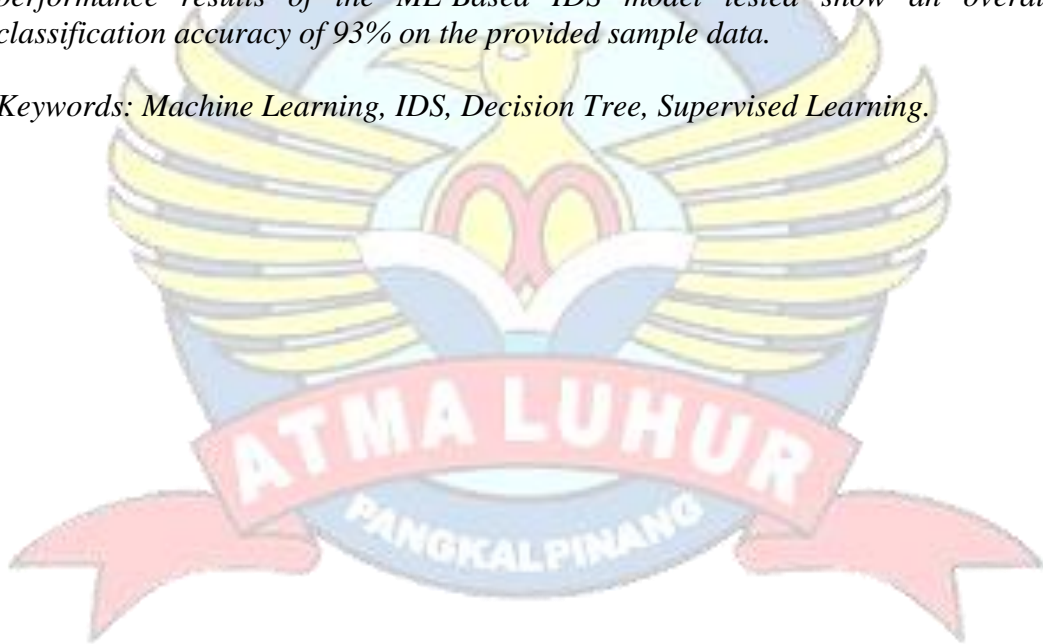 performance results of the ML-Based IDS model tested show an overall
classification accuracy of 93% on the provided sample data.
Keywords: Machine Learning, IDS, Decision Tree, Supervised Learning.
ATMA LUHUR
PANGKALPINANG